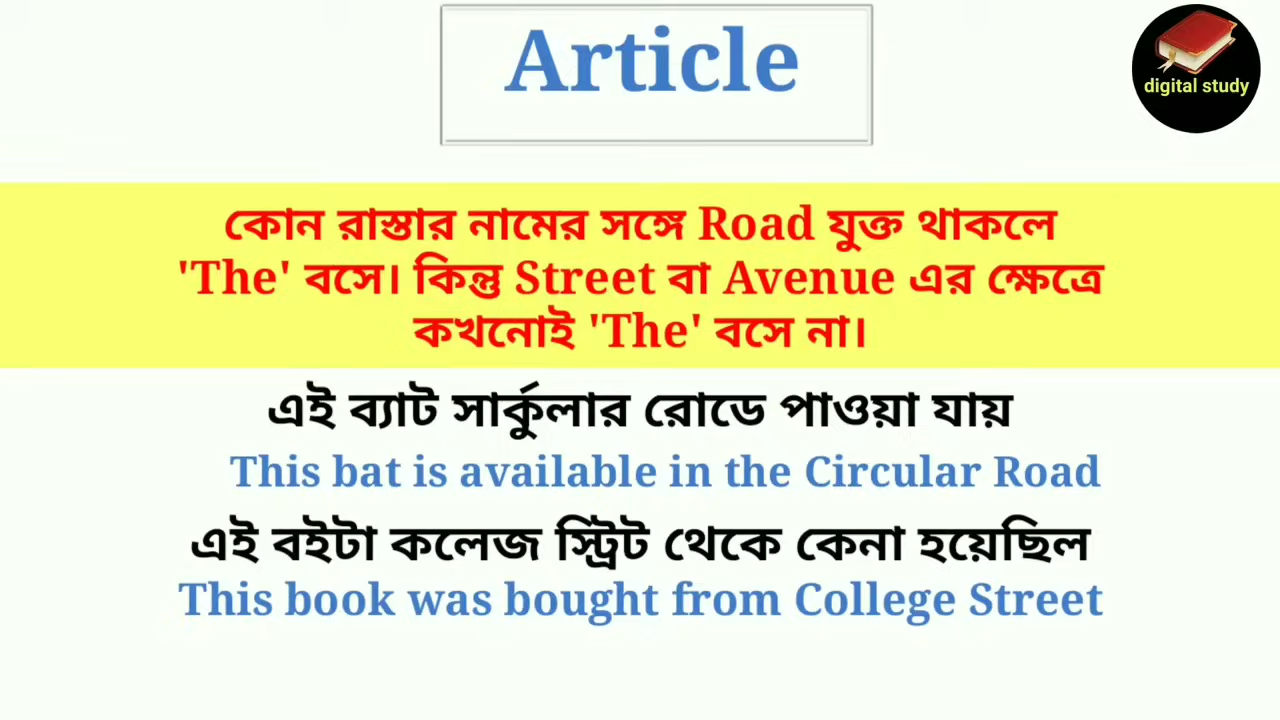 Article
digital study
কোন রাস্তার নামের সঙ্গে Road যুক্ত থাকলে
'The' বসে। কিন্তু Street বা Avenue এর ক্ষেত্রে
কখনোই 'The' বসে না।
এই ব্যাট সার্কুলার রোডে পাওয়া যায়
This bat is available in the Circular Road
এই বইটা কলেজ স্ট্রিট থেকে কেনা হয়েছিল
This book was bought from College Street